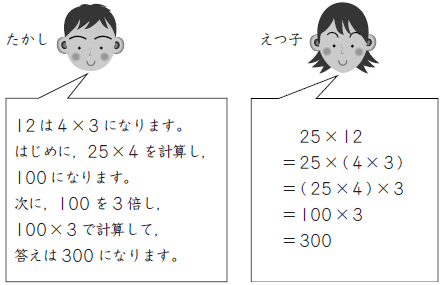 たかし
12は4×3になります。
はじめに，25×4を計算し，
100になります。
次に，100を3倍し，
100×3で計算して，
答えは300になります。
えつ子
25×12
＝25×(4×3)
＝(25×4)×3
＝100×3
＝300